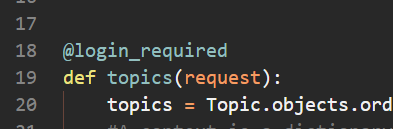 16
17
18 @login_required
19 def topics(request):
20 topics = Topic.objects.ord